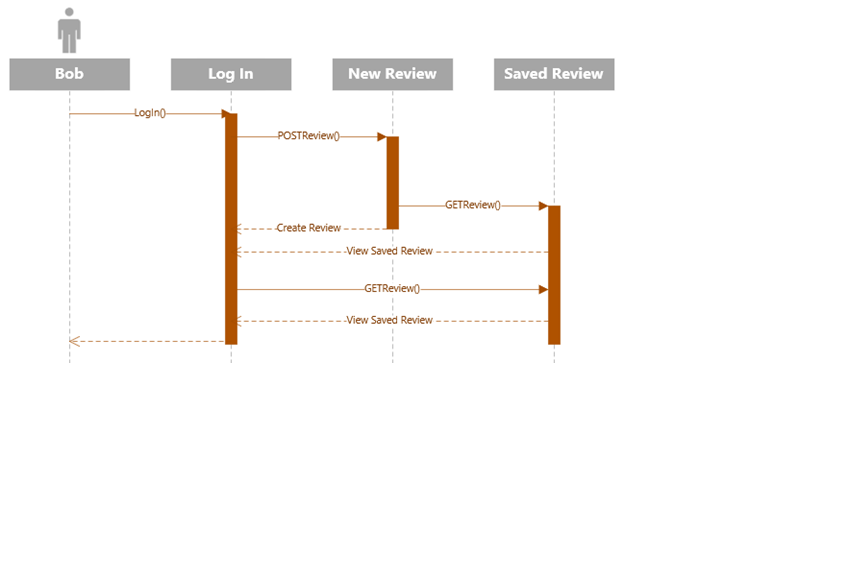 Bob
Log In
New Review
Saved Review
LogIn()
POSTReview()
GETReview()
Create Review
View Saved Review
GETReview()
View Saved Review